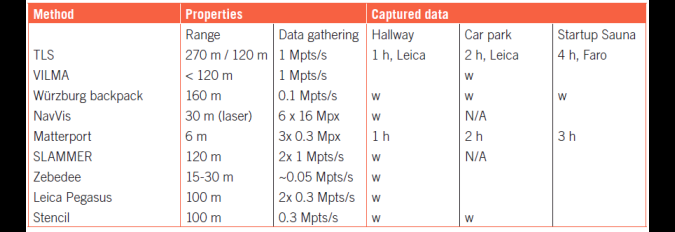 Method Properties Captured data
Range Data gathering Hallway Car park Startup Sauna
TLS 270 m / 120 m 1 Mpts/s 1 h, Leica 2 h, Leica 4 h, Faro
VILMA < 120 m 1 Mpts/s w
Würzburg backpack 160 m 0.1 Mpts/s w w w
NavVis 30 m (laser) 6 x 16 Mpx w N/A
Matterport 6 m 3x 0.3 Mpx 1 h 2 h 3 h
SLAMMER 120 m 2x 1 Mpts/s w N/A
Zebedee 15-30 m ~0.05 Mpts/s w
Leica Pegasus 100 m 2x 0.3 Mpts/s w
Stencil 100 m 0.3 Mpts/s w w